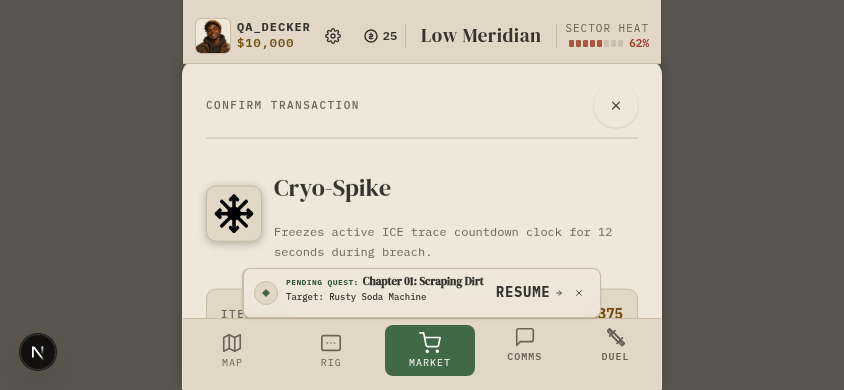 QA_DECKER
$10,000
25
Low Meridian
SECTOR HEAT
62%
CONFIRM TRANSACTION
Cryo-Spike
Freezes active ICE trace countdown clock for 12
seconds during breach.
PENDING QUEST: Chapter 01: Scraping Dirt
Target: Rusty Soda Machine
RESUME →
ITE
375
MAP
RIG
MARKET
COMMS
DUEL
N